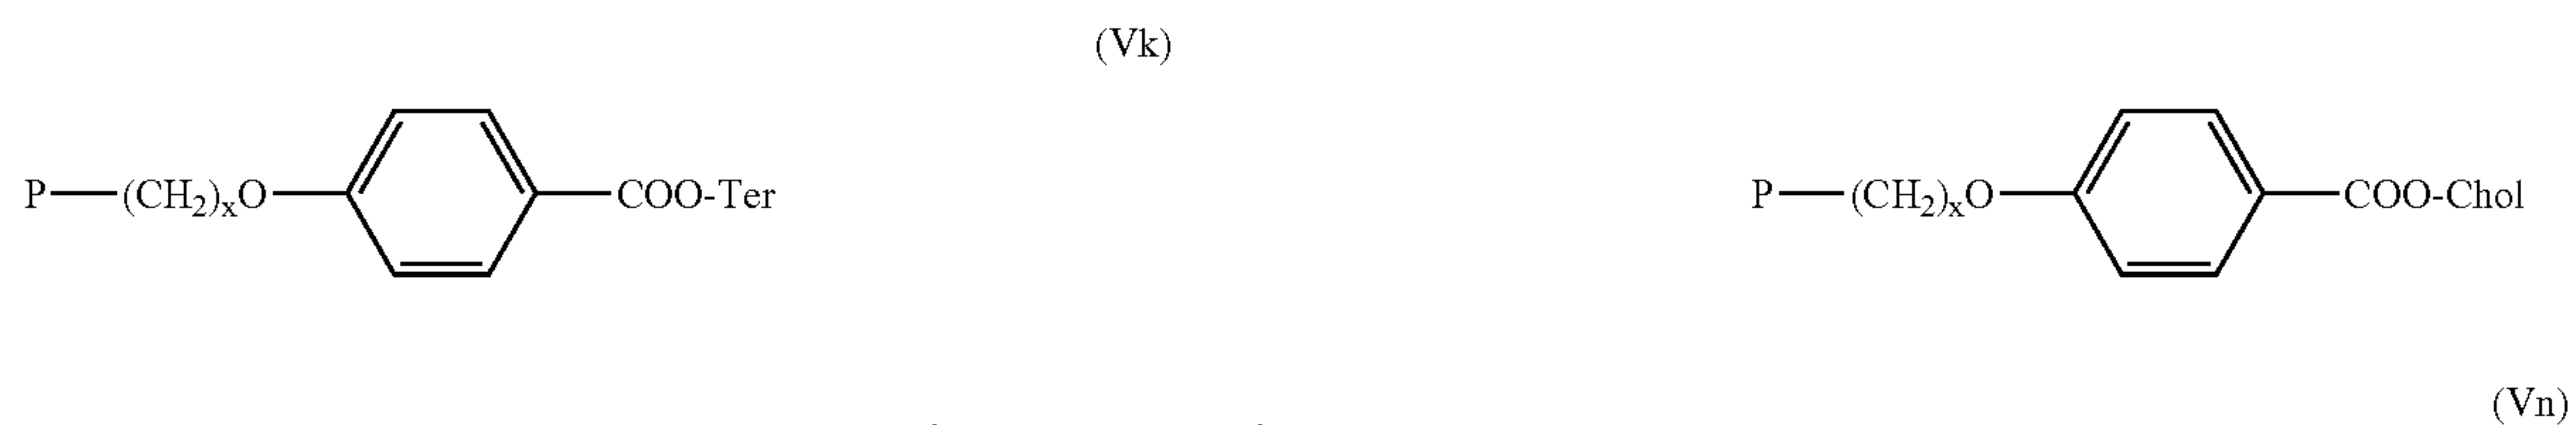 (Vk)
P—(CH₂)ₓO—COO-Ter
P—(CH₂)ₓO—COO-Chol
(Vn)